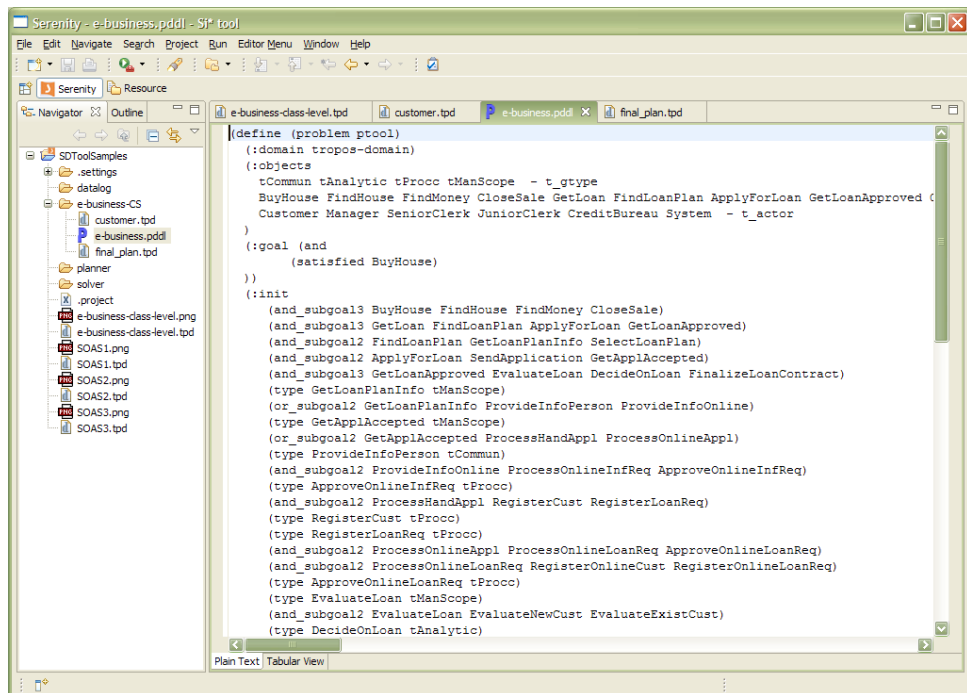 Serenity - e-business.pddl - Si* tool
File Edit Navigate Search Project Run Editor Menu Window Help
Serenity Resource
Navigator Outline
SDToolSamples
.settings
datalog
e-business-CS
customer.tpd
e-business.pddl
final_plan.tpd
planner
solver
.project
e-business-class-level.png
e-business-class-level.tpd
SOAS1.png
SOAS1.tpd
SOAS2.png
SOAS2.tpd
SOAS3.png
SOAS3.tpd
e-business-class-level.tpd customer.tpd e-business.pddl final_plan.tpd
(define (problem ptool)
(:domain tropos-domain)
(:objects
tCommun tAnalytic tProcc tManScope - t_gtype
BuyHouse FindHouse FindMoney CloseSale GetLoan FindLoanPlan ApplyForLoan GetLoanApproved
Customer Manager SeniorClerk JuniorClerk CreditBureau System - t_actor
)
(:goal (and
(satisfied BuyHouse)
))
(:init
(and_subgoal3 BuyHouse FindHouse FindMoney CloseSale)
(and_subgoal3 GetLoan FindLoanPlan ApplyForLoan GetLoanApproved)
(and_subgoal2 FindLoanPlan GetLoanPlanInfo SelectLoanPlan)
(and_subgoal2 ApplyForLoan SendApplication GetApplAccepted)
(and_subgoal3 GetLoanApproved EvaluateLoan DecideOnLoan FinalizeLoanContract)
(type GetLoanPlanInfo tManScope)
(or_subgoal2 GetLoanPlanInfo ProvideInfoPerson ProvideInfoOnline)
(type GetApplAccepted tManScope)
(or_subgoal2 GetApplAccepted ProcessHandAppl ProcessOnlineAppl)
(type ProvideInfoPerson tCommun)
(and_subgoal2 ProvideInfoOnline ProcessOnlineInfReq ApproveOnlineInfReq)
(type ApproveOnlineInfReq tProcc)
(and_subgoal2 ProcessHandAppl RegisterCust RegisterLoanReq)
(type RegisterCust tProcc)
(type RegisterLoanReq tProcc)
(and_subgoal2 ProcessOnlineAppl ProcessOnlineLoanReq ApproveOnlineLoanReq)
(and_subgoal2 ProcessOnlineLoanReq RegisterOnlineCust RegisterOnlineLoanReq)
(type ApproveOnlineLoanReq tProcc)
(type EvaluateLoan tManScope)
(and_subgoal2 EvaluateLoan EvaluateNewCust EvaluateExistCust)
(type DecideOnLoan tAnalytic)
Plain Text Tabular View